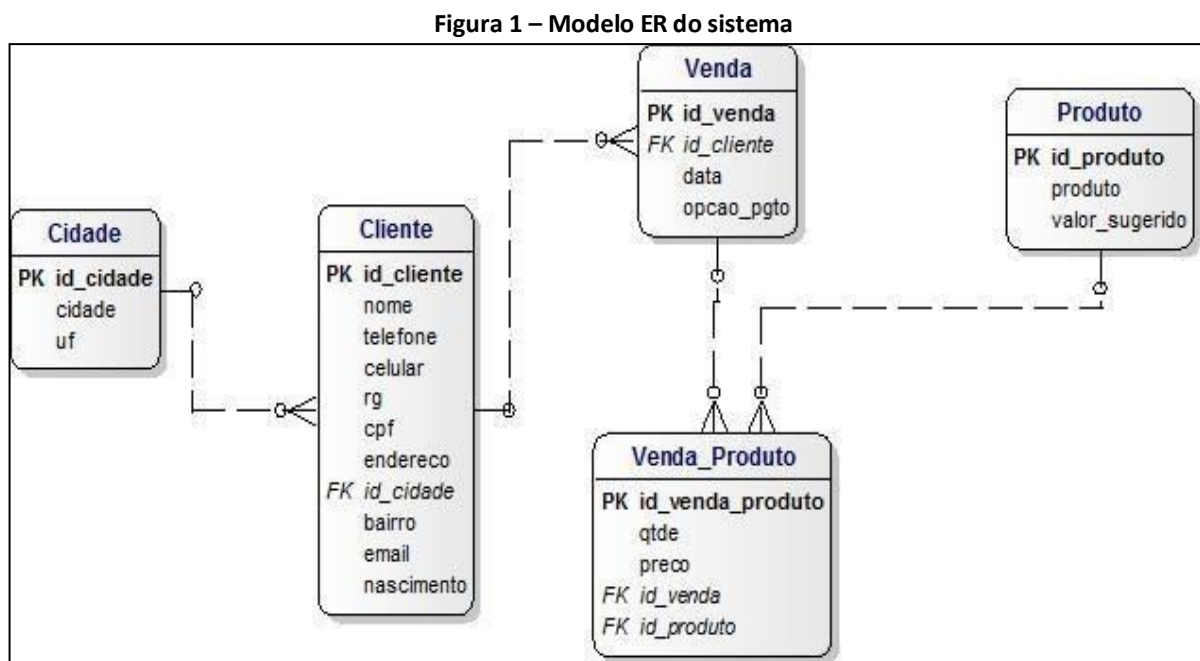 Figura 1 – Modelo ER do sistema
Cidade
PK id_cidade
cidade
uf
Cliente
PK id_cliente
nome
telefone
celular
rg
cpf
endereco
FK id_cidade
bairro
email
nascimento
Venda
PK id_venda
FK id_cliente
data
opcao_pgto
Produto
PK id_produto
produto
valor_sugerido
Venda_Produto
PK id_venda_produto
qtde
preco
FK id_venda
FK id_produto